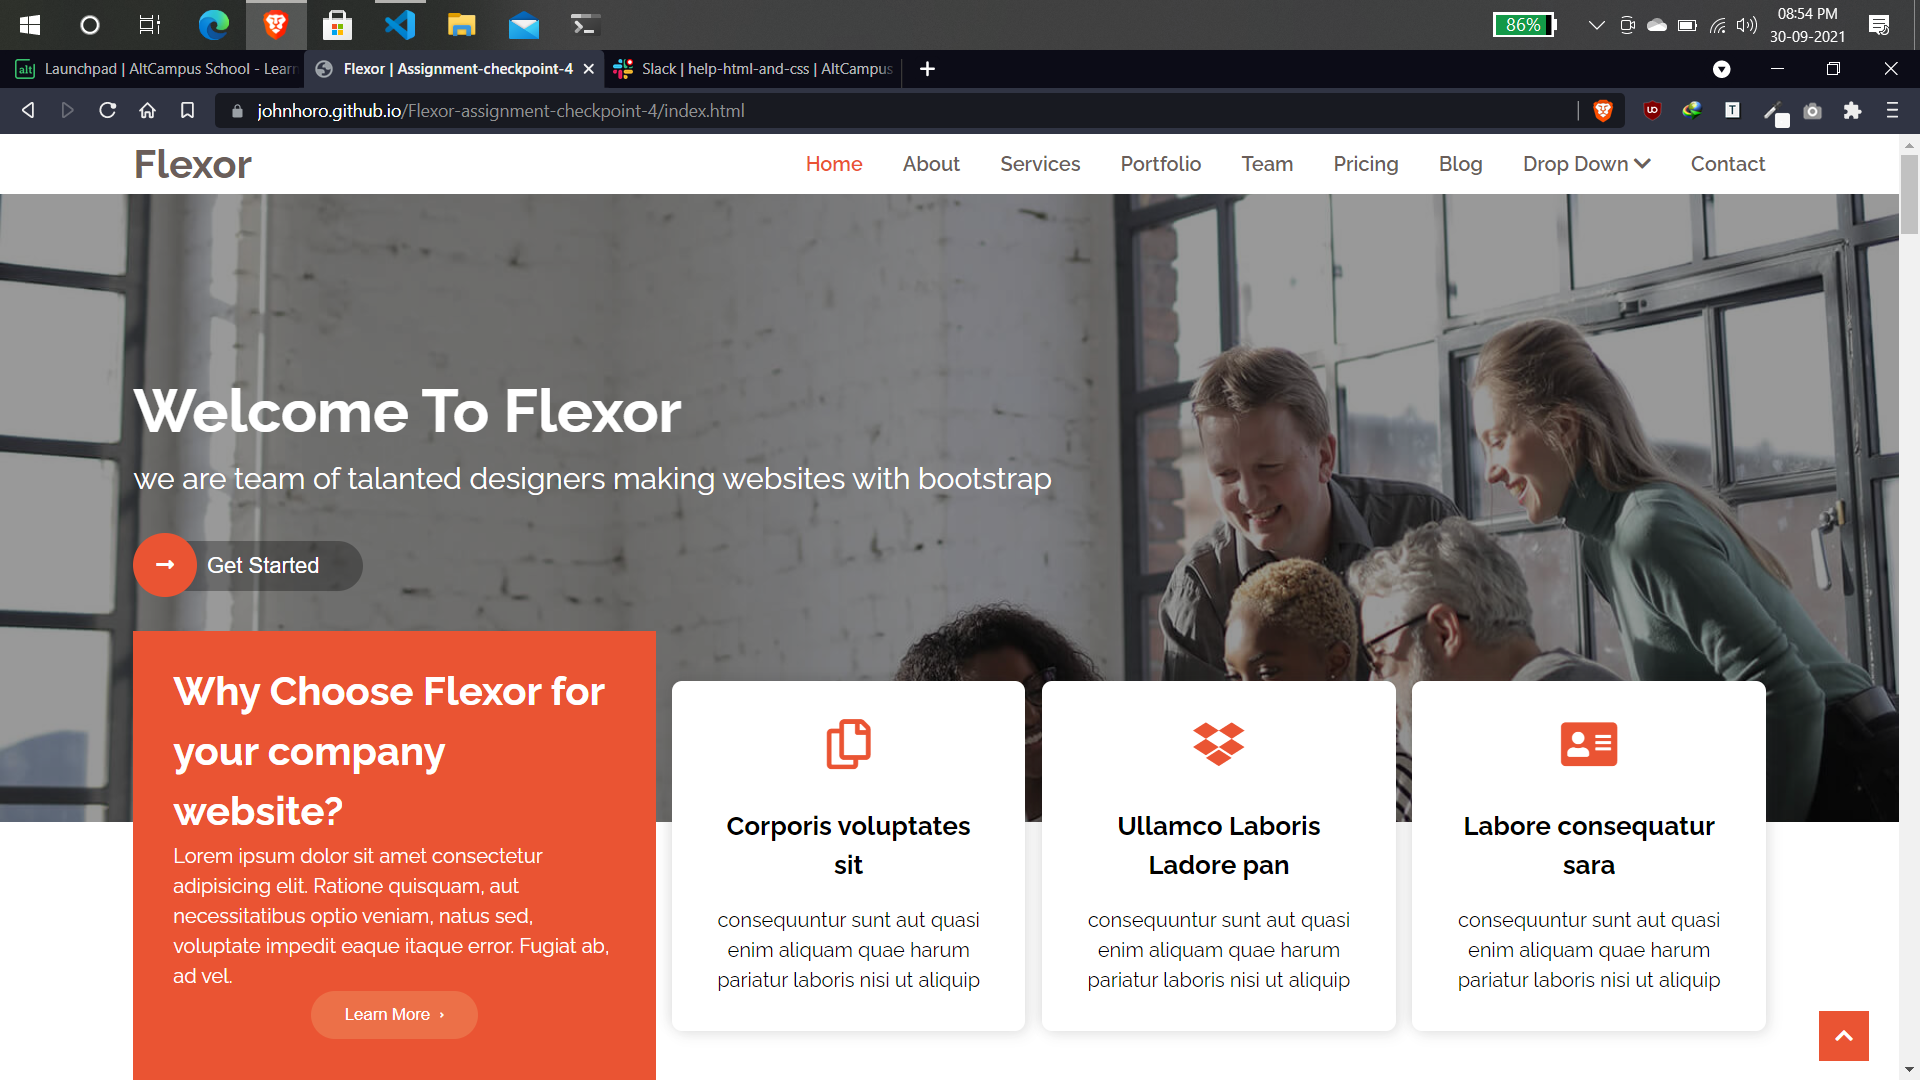 86%
08:54 PM
30-09-2021
Launchpad | AltCampus School - Learn
Flexor | Assignment-checkpoint-4
Slack | help-html-and-css | AltCampus
johnhoro.github.io/Flexor-assignment-checkpoint-4/index.html
Flexor
Home About Services Portfolio Team Pricing Blog Drop Down Contact
Welcome To Flexor
we are team of talanted designers making websites with bootstrap
Get Started
Why Choose Flexor for
your company
website?
Lorem ipsum dolor sit amet consectetur
adipisicing elit. Ratione quisquam, aut
necessitatibus optio veniam, natus sed,
voluptate impedit eaque itaque error. Fugiat ab,
ad vel.
Learn More ›
Corporis voluptates
sit
consequuntur sunt aut quasi
enim aliquam quae harum
pariatur laboris nisi ut aliquip
Ullamco Laboris
Ladore pan
consequuntur sunt aut quasi
enim aliquam quae harum
pariatur laboris nisi ut aliquip
Labore consequatur
sara
consequuntur sunt aut quasi
enim aliquam quae harum
pariatur laboris nisi ut aliquip